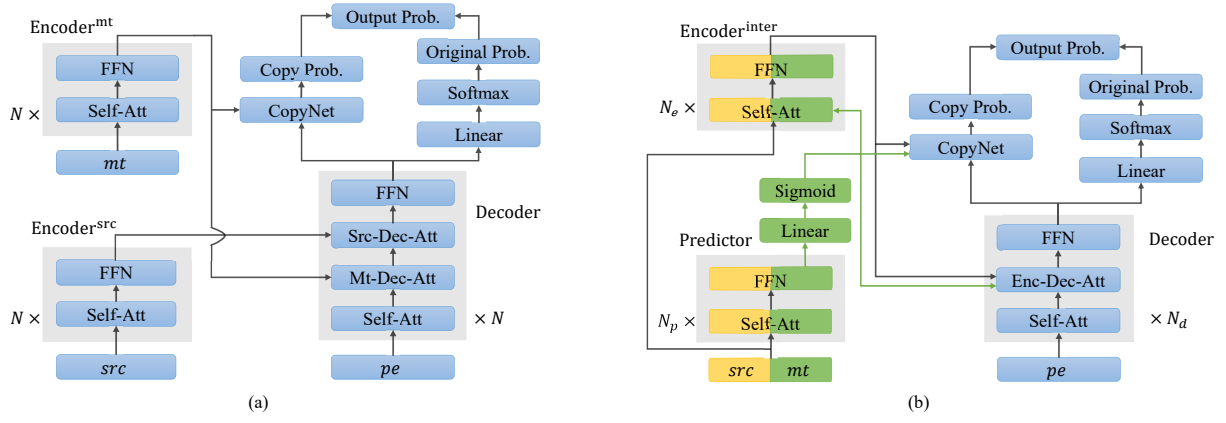 Encoder^mt
FFN
Self-Att
N ×
mt
Encoder^src
FFN
Self-Att
N ×
src
Output Prob.
Copy Prob.
CopyNet
Original Prob.
Softmax
Linear
Decoder
FFN
Src-Dec-Att
Mt-Dec-Att
Self-Att
× N
pe
(a)
Encoder^inter
FFN
Self-Att
N_e ×
Sigmoid
Linear
Predictor
FFN
Self-Att
N_p ×
src mt
Output Prob.
Copy Prob.
CopyNet
Original Prob.
Softmax
Linear
Decoder
FFN
Enc-Dec-Att
Self-Att
× N_d
pe
(b)